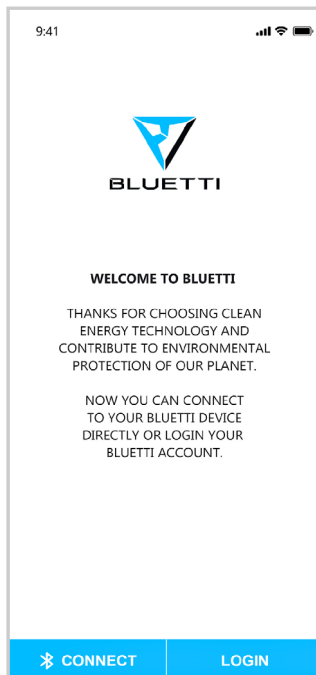 9:41
BLUETTI
WELCOME TO BLUETTI
THANKS FOR CHOOSING CLEAN
ENERGY TECHNOLOGY AND
CONTRIBUTE TO ENVIRONMENTAL
PROTECTION OF OUR PLANET.
NOW YOU CAN CONNECT
TO YOUR BLUETTI DEVICE
DIRECTLY OR LOGIN YOUR
BLUETTI ACCOUNT.
CONNECT LOGIN